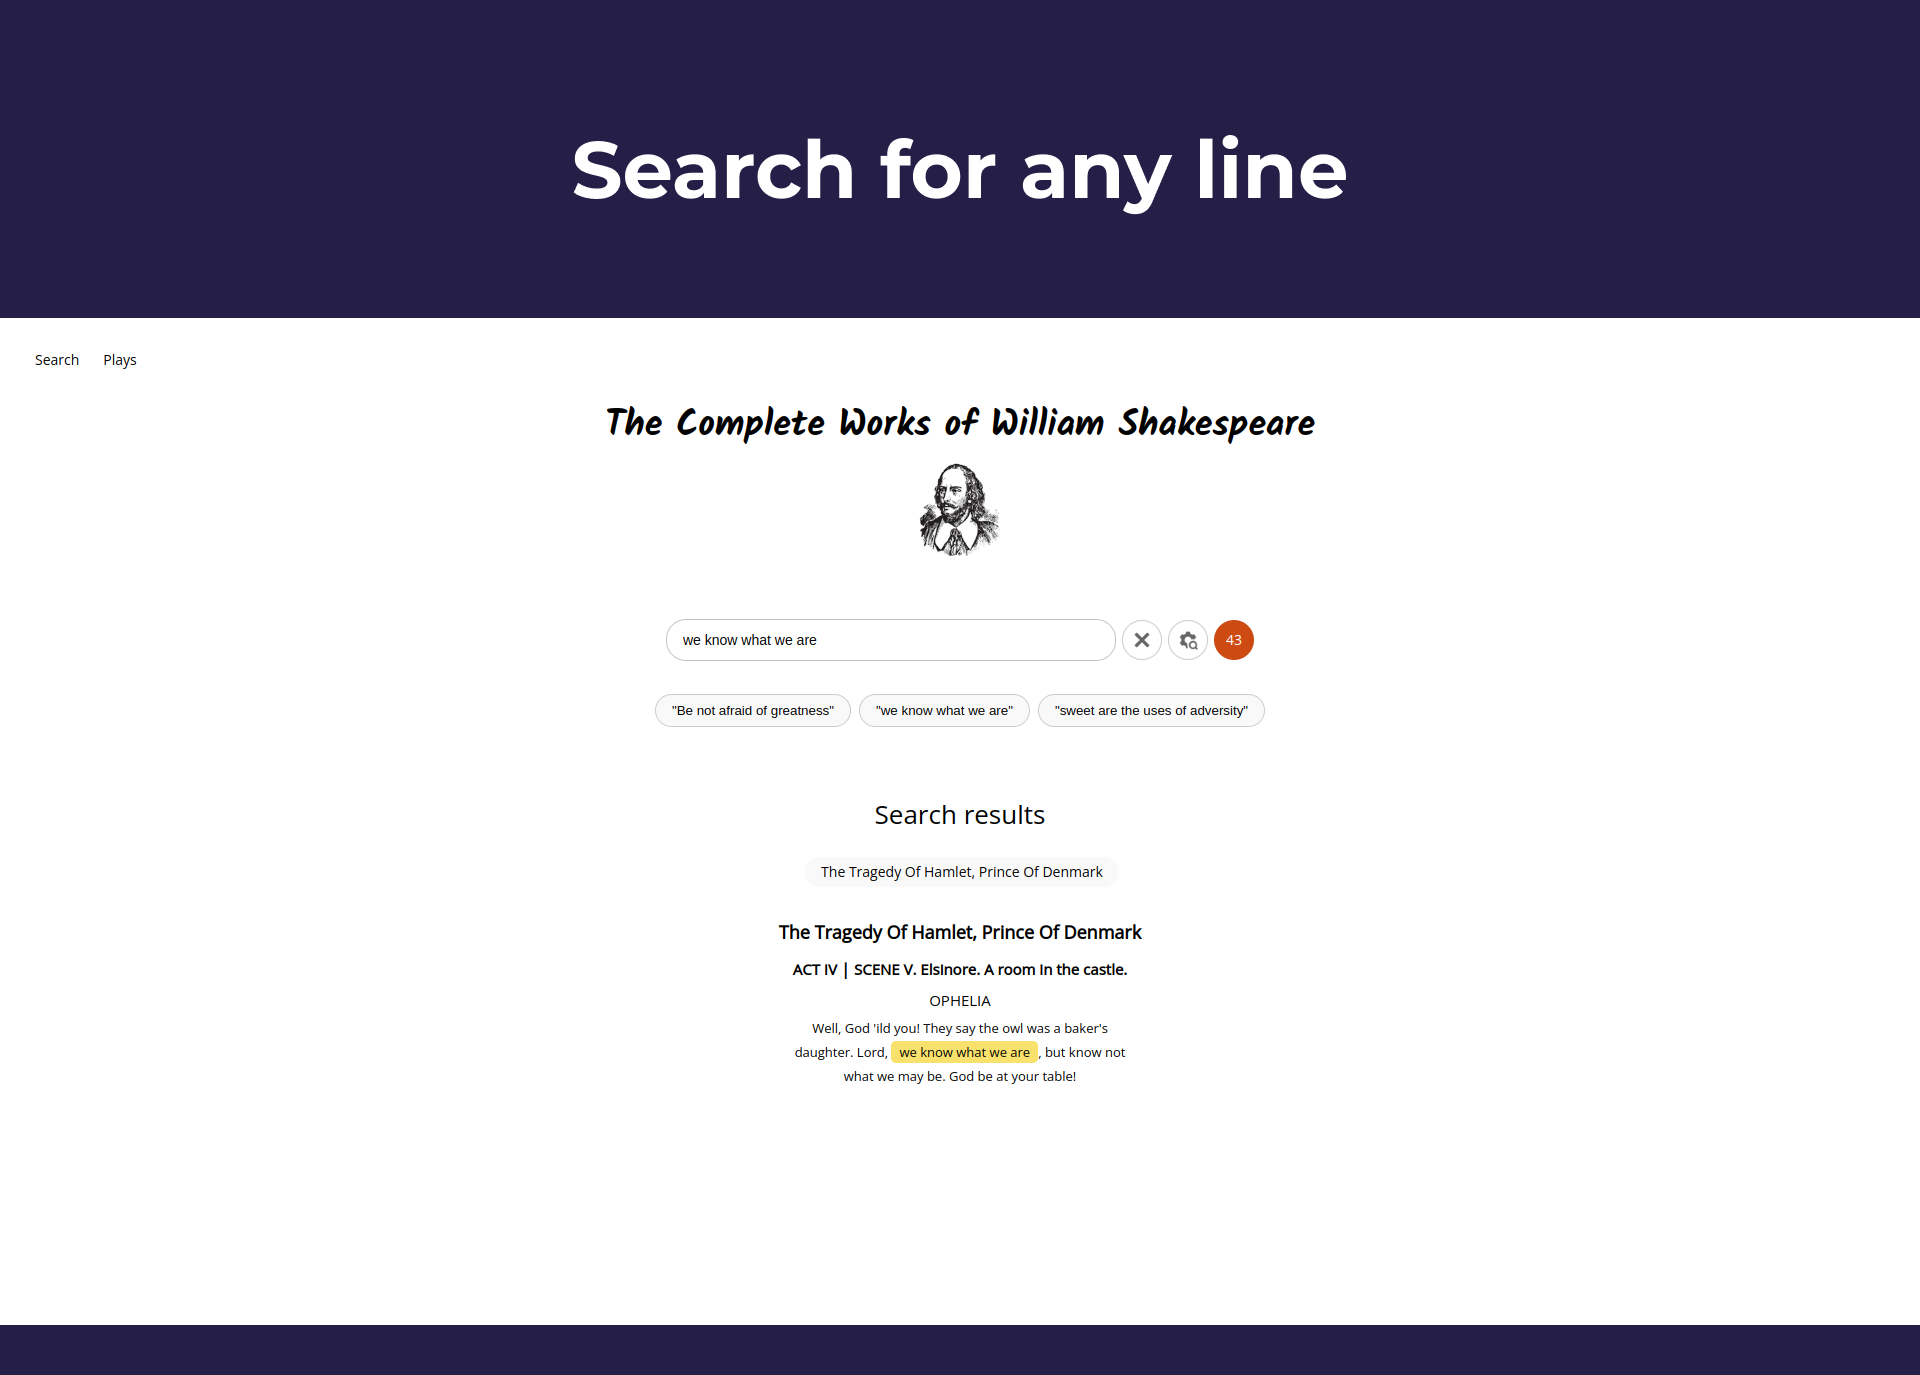 Search for any line
Search Plays
The Complete Works of William Shakespeare
we know what we are
43
"Be not afraid of greatness" "we know what we are" "sweet are the uses of adversity"
Search results
The Tragedy Of Hamlet, Prince Of Denmark
The Tragedy Of Hamlet, Prince Of Denmark
ACT IV | SCENE V. Elsinore. A room in the castle.
OPHELIA
Well, God 'ild you! They say the owl was a baker's
daughter. Lord, we know what we are, but know not
what we may be. God be at your table!